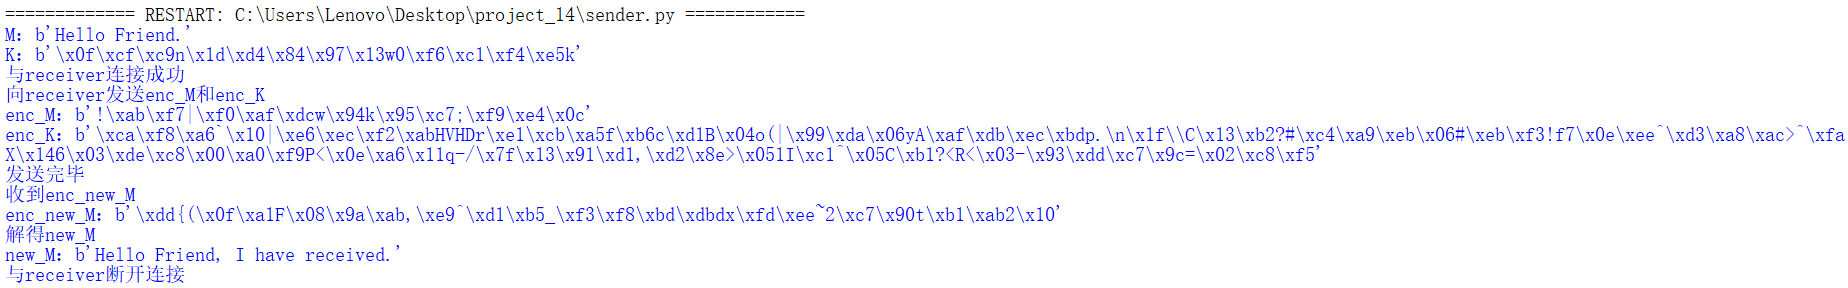 ============= RESTART: C:\Users\Lenovo\Desktop\project_14\sender.py ============
M：b'Hello Friend.'
K：b'\x0f\xcf\xc9n\x1d\xd4\x84\x97\x13w0\xf6\xc1\xf4\xe5k'
与receiver连接成功
向receiver发送enc_M和enc_K
enc_M：b'!\xab\xf7|\xf0\xaf\xdcw\x94k\x95\xc7;\xf9\xe4\x0c'
enc_K：b'\xca\xf8\xa6`\x10|\xe6\xec\xf2\xabHVHDr\xe1\xcb\xa5f\xb6c\xd1B\x04o(|\x99\xda\x06yA\xaf\xdb\xec\xbdp.\n\x1f\\C\x13\xb2?#\xc4\xa9\xeb\x06#\xeb\xf3!f7\x0e\xee^\xd3\xa8\xac>^\xfa
X\x146\x03\xde\xc8\x00\xa0\xf9P<\x0e\xa6\x11q-/\x7f\x13\x91\xd1,\xd2\x8e>\x051I\xc1^\x05C\xb1?<R<\x03-\x93\xdd\xc7\x9c=\x02\xc8\xf5'
发送完毕
收到enc_new_M
enc_new_M：b'\xdd{(\x0f\xa1F\x08\x9a\xab,\xe9^\xd1\xb5_\xf3\xf8\xbd\xdbdx\xfd\xee~2\xc7\x90t\xb1\xab2\x10'
解得new_M
new_M：b'Hello Friend, I have received.'
与receiver断开连接